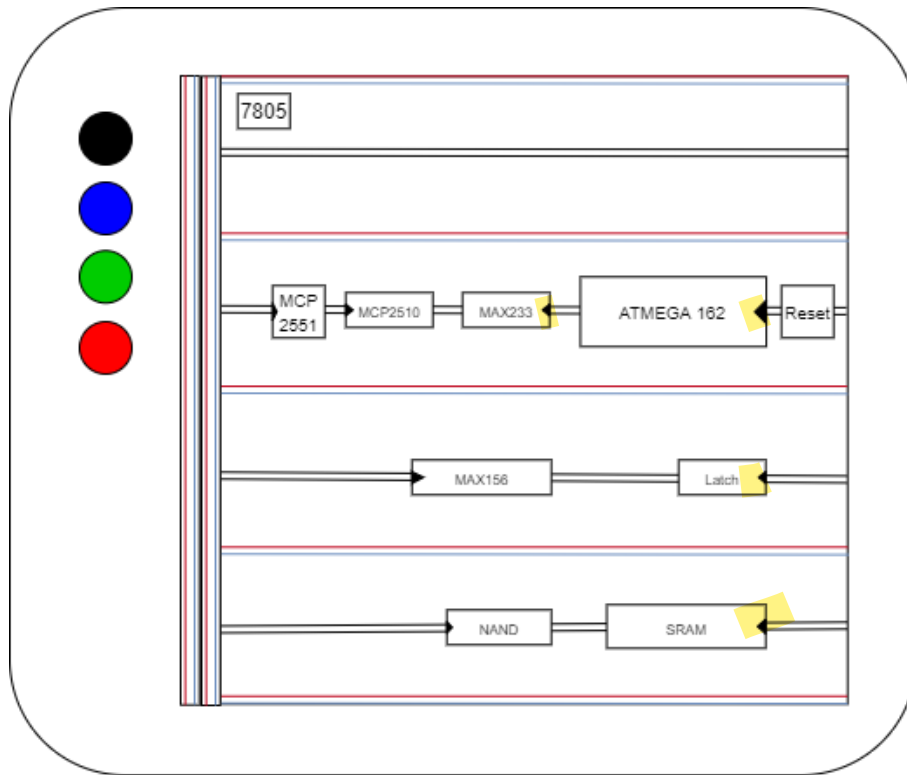 7805
MCP
2551
MCP2510
MAX233
ATMEGA 162
Reset
MAX156
Latch
NAND
SRAM